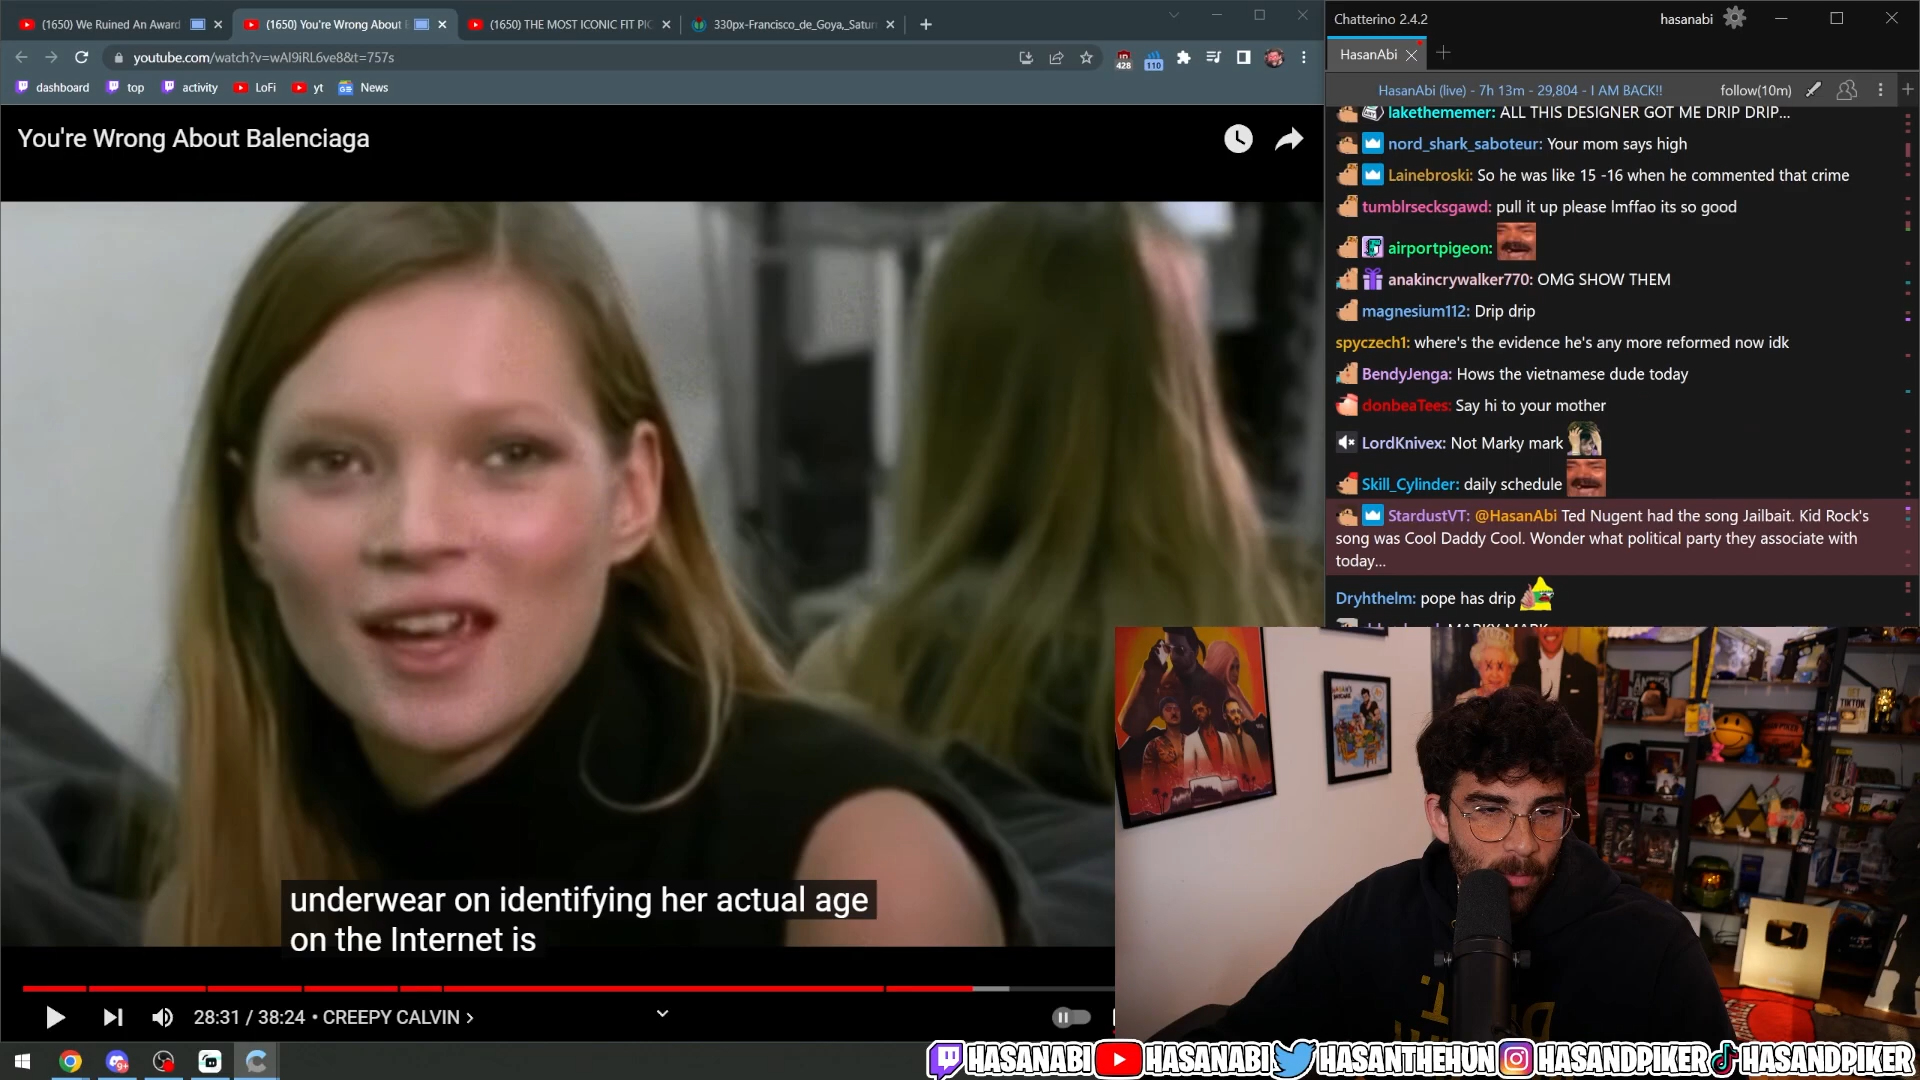 (1650) We Ruined An Award
(1650) You're Wrong About
(1650) THE MOST ICONIC FIT PIC
330px-Francisco_de_Goya,_Satur
youtube.com/watch?v=wAI9iRL6ve8&t=757s
428
110
dashboard
top
activity
LoFi
yt
News
You're Wrong About Balenciaga
underwear on identifying her actual age
on the Internet is
28:31 / 38:24 • CREEPY CALVIN >
Chatterino 2.4.2
hasanabi
HasanAbi
HasanAbi (live) - 7h 13m - 29,804 - I AM BACK!!
follow(10m)
lakethememer: ALL THIS DESIGNER GOT ME DRIP DRIP...
nord_shark_saboteur: Your mom says high
Lainebroski: So he was like 15 -16 when he commented that crime
tumblrsecksgawd: pull it up please lmffao its so good
airportpigeon:
anakincrywalker770: OMG SHOW THEM
magnesium112: Drip drip
spyczech1: where's the evidence he's any more reformed now idk
BendyJenga: Hows the vietnamese dude today
donbeaTees: Say hi to your mother
LordKnivex: Not Marky mark
Skill_Cylinder: daily schedule
StardustVT: @HasanAbi Ted Nugent had the song Jailbait. Kid Rock's
song was Cool Daddy Cool. Wonder what political party they associate with
today...
Dryhthelm: pope has drip
MARKY MARK
TIKTOK
HASANABI
HASANABI
HASANTHEHUN
HASANDPIKER
HASANDPIKER